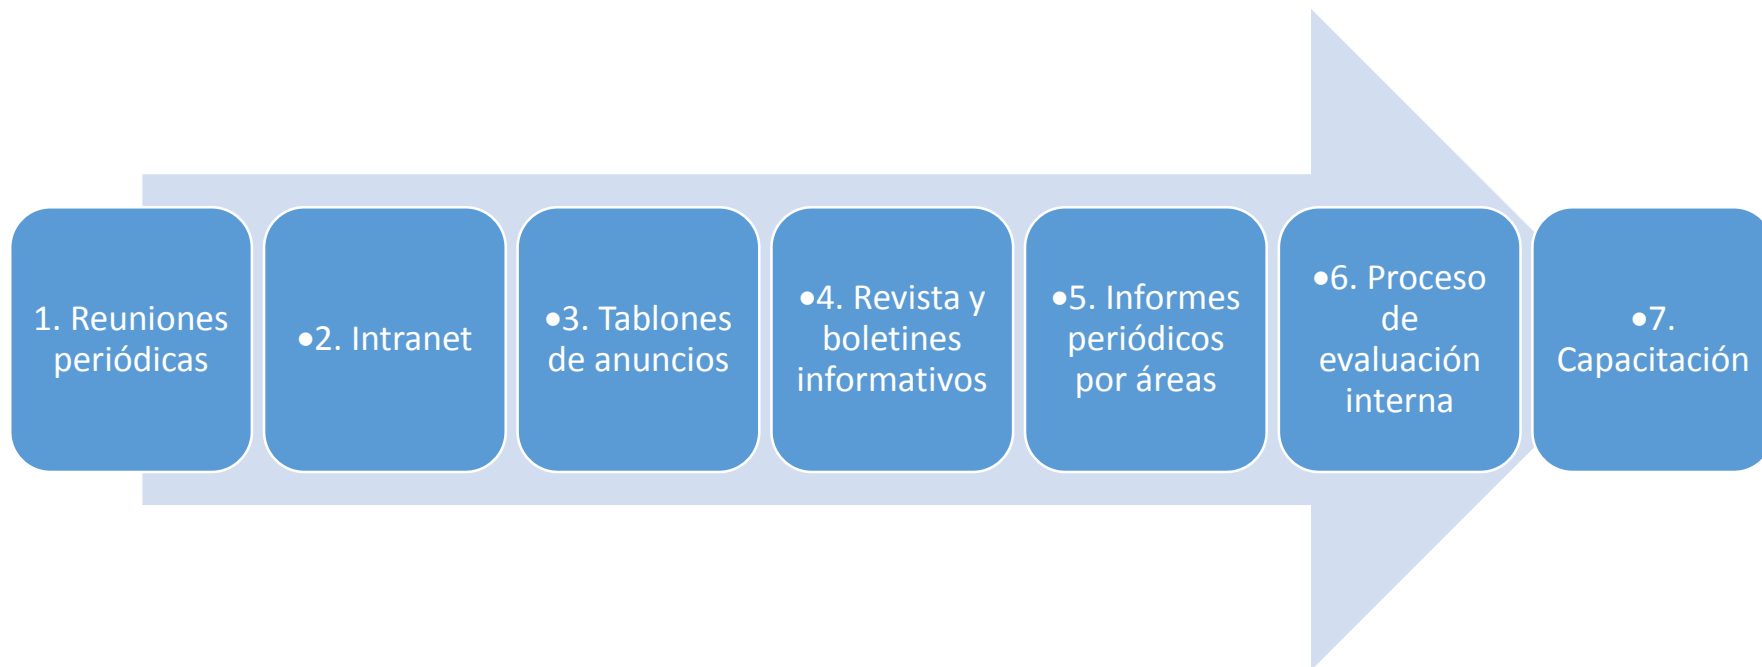 1. Reuniones
periódicas
•2. Intranet
•3. Tablones
de anuncios
•4. Revista y
boletines
informativos
•5. Informes
periódicos
por áreas
•6. Proceso
de
evaluación
interna
•7.
Capacitación